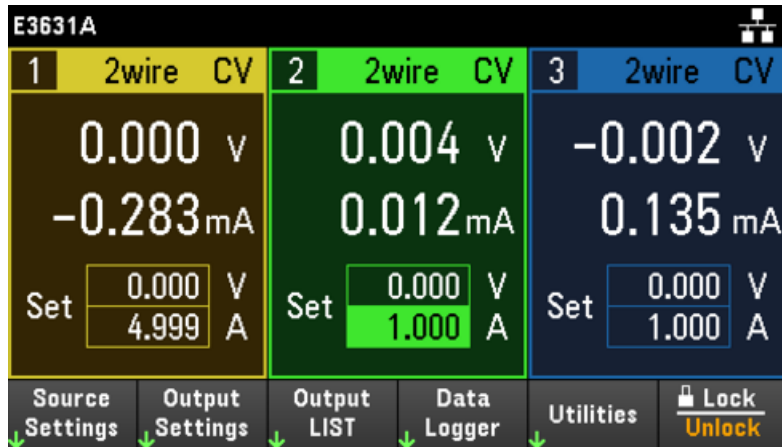 E3631A
1 2wire CV
0.000 V
-0.283mA
Set 0.000 V
4.999 A
2 2wire CV
0.004 V
0.012mA
Set 0.000 V
1.000 A
3 2wire CV
-0.002 V
0.135 mA
Set 0.000 V
1.000 A
Source
Settings
Output
Settings
Output
LIST
Data
Logger
Utilities
Lock
Unlock